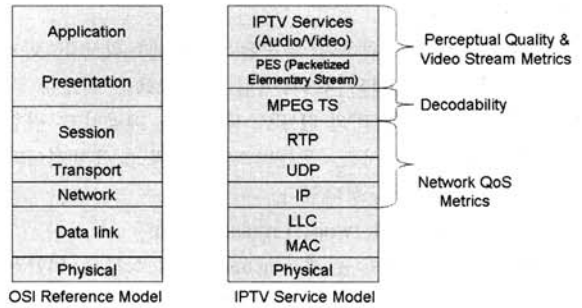 Application
Presentation
Session
Transport
Network
Data link
Physical
OSI Reference Model
IPTV Services
(Audio/Video)
PES (Packetized
Elementary Stream)
MPEG TS
RTP
UDP
IP
LLC
MAC
Physical
IPTV Service Model
Perceptual Quality &
Video Stream Metrics
Decodability
Network QoS
Metrics